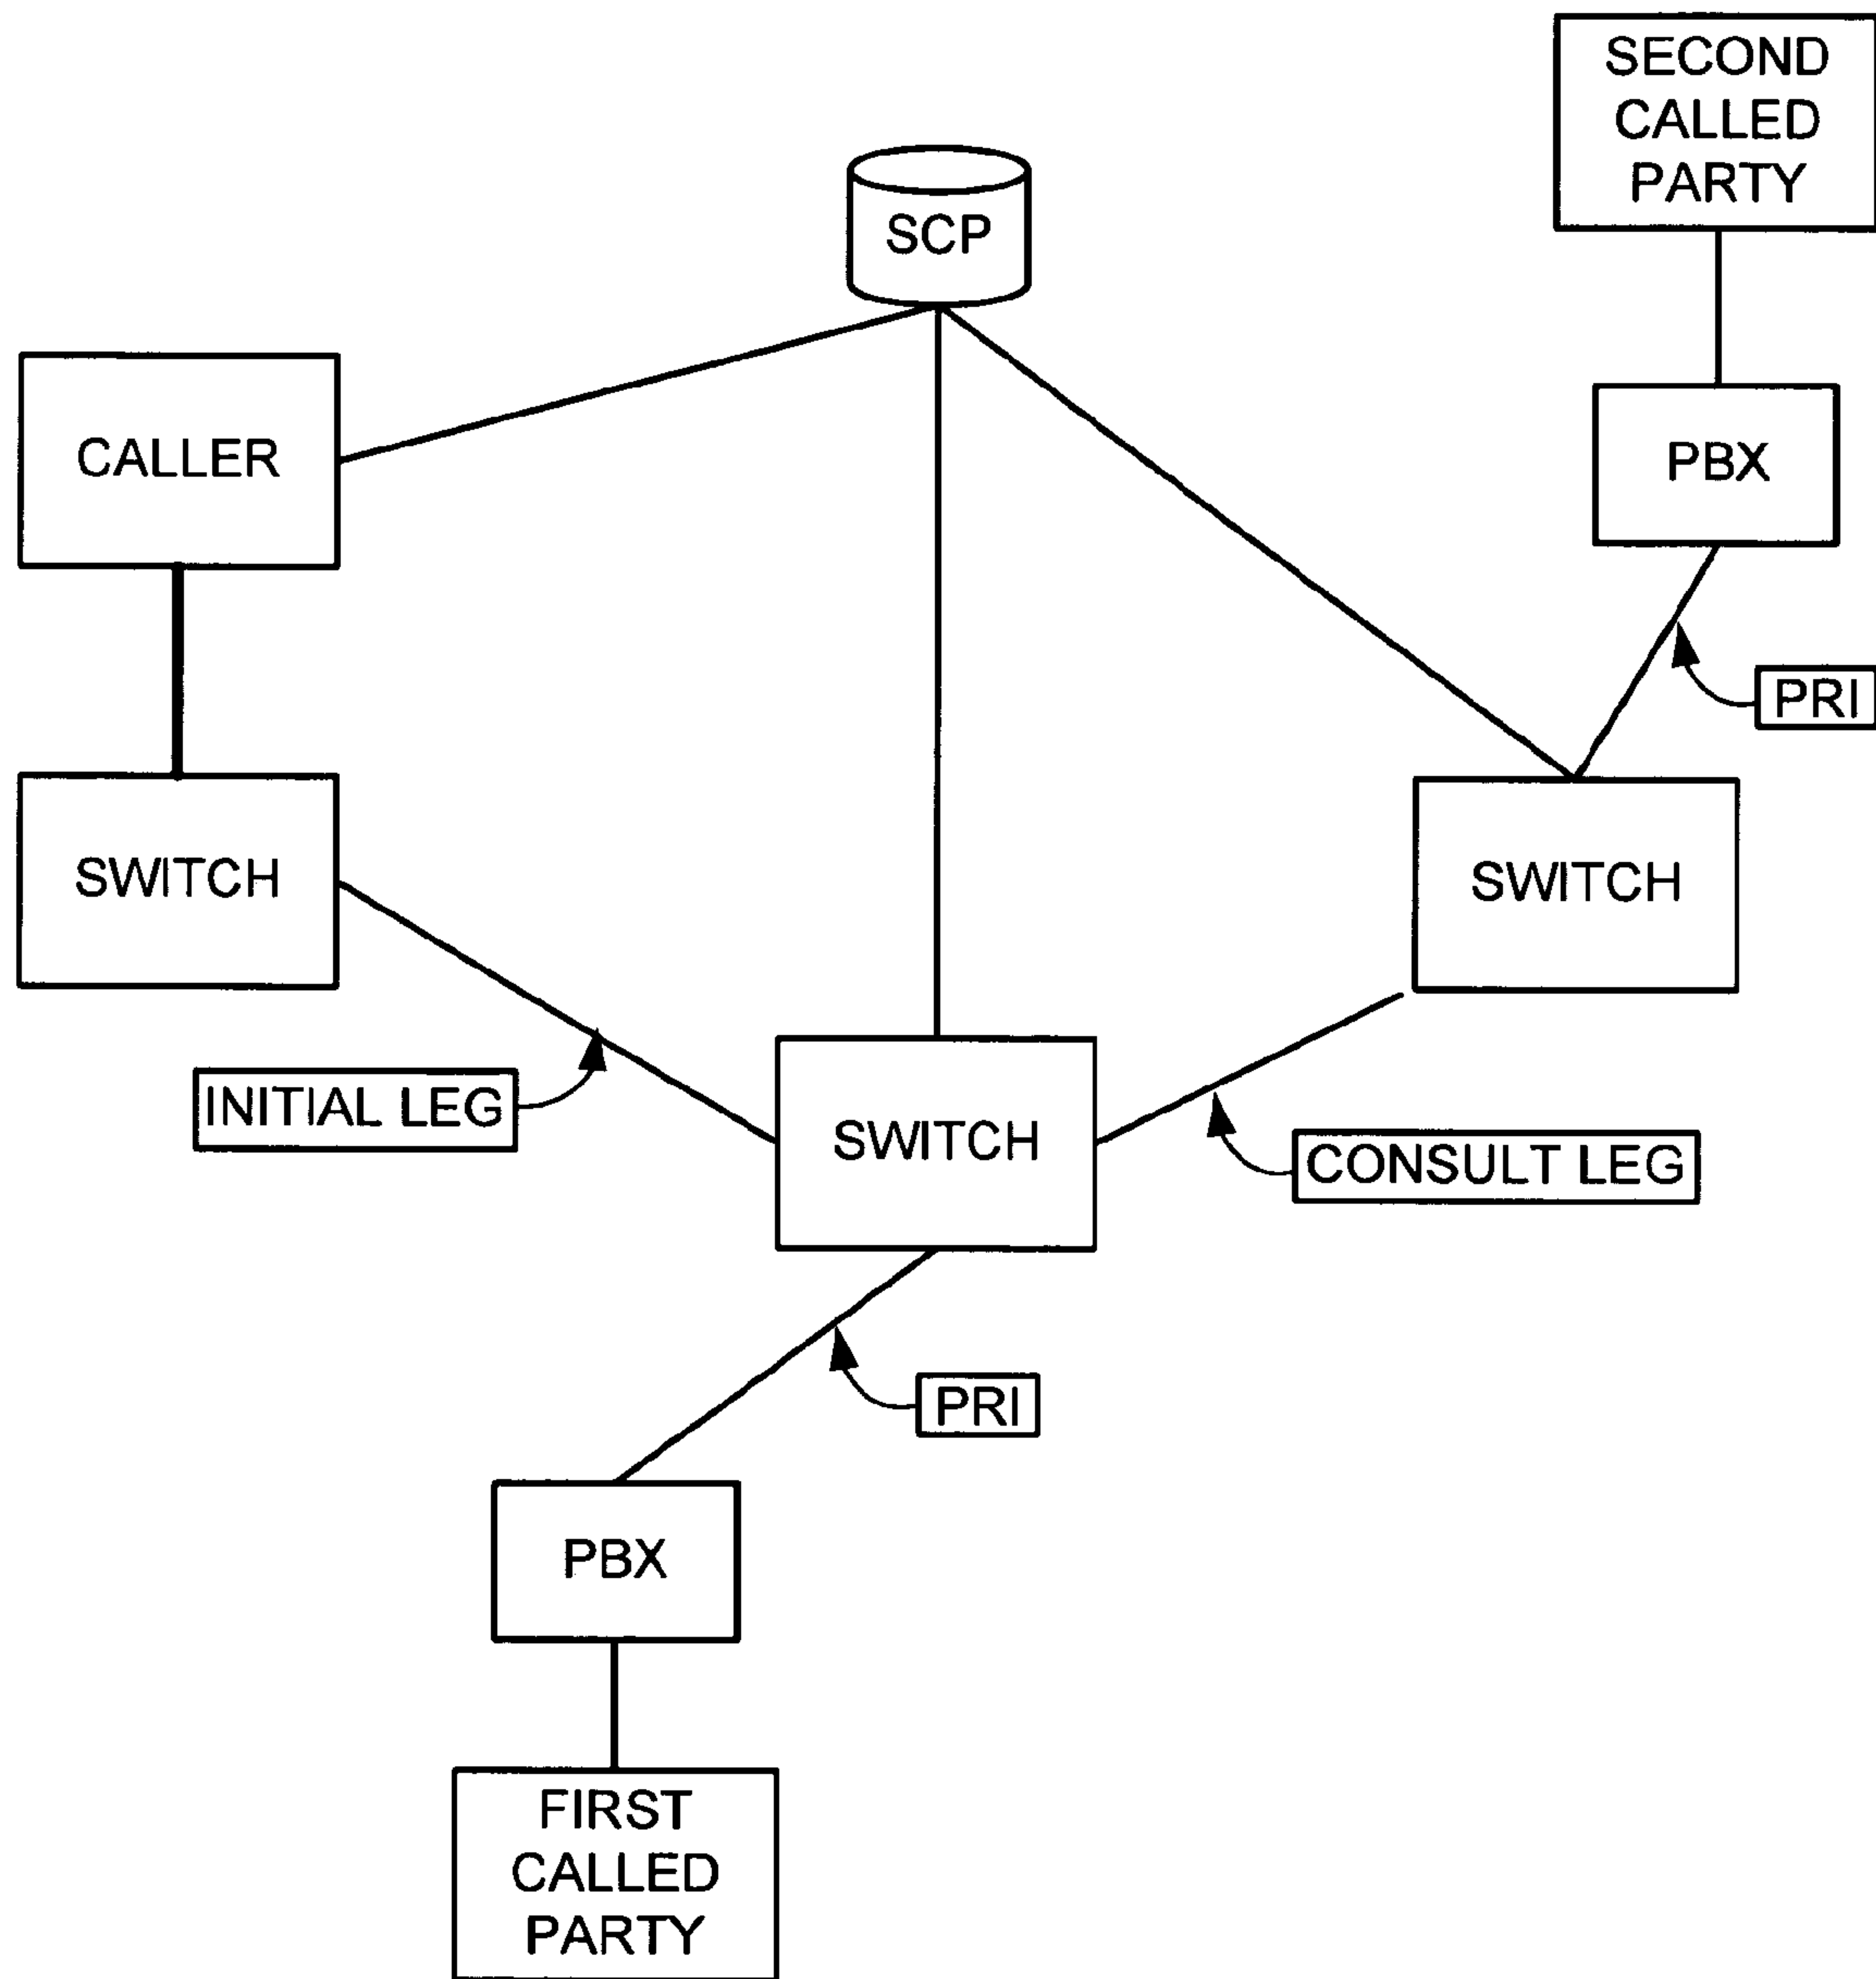 SECOND
CALLED
PARTY
SCP
CALLER
PBX
PRI
SWITCH
SWITCH
INITIAL LEG
SWITCH
CONSULT LEG
PRI
PBX
FIRST
CALLED
PARTY